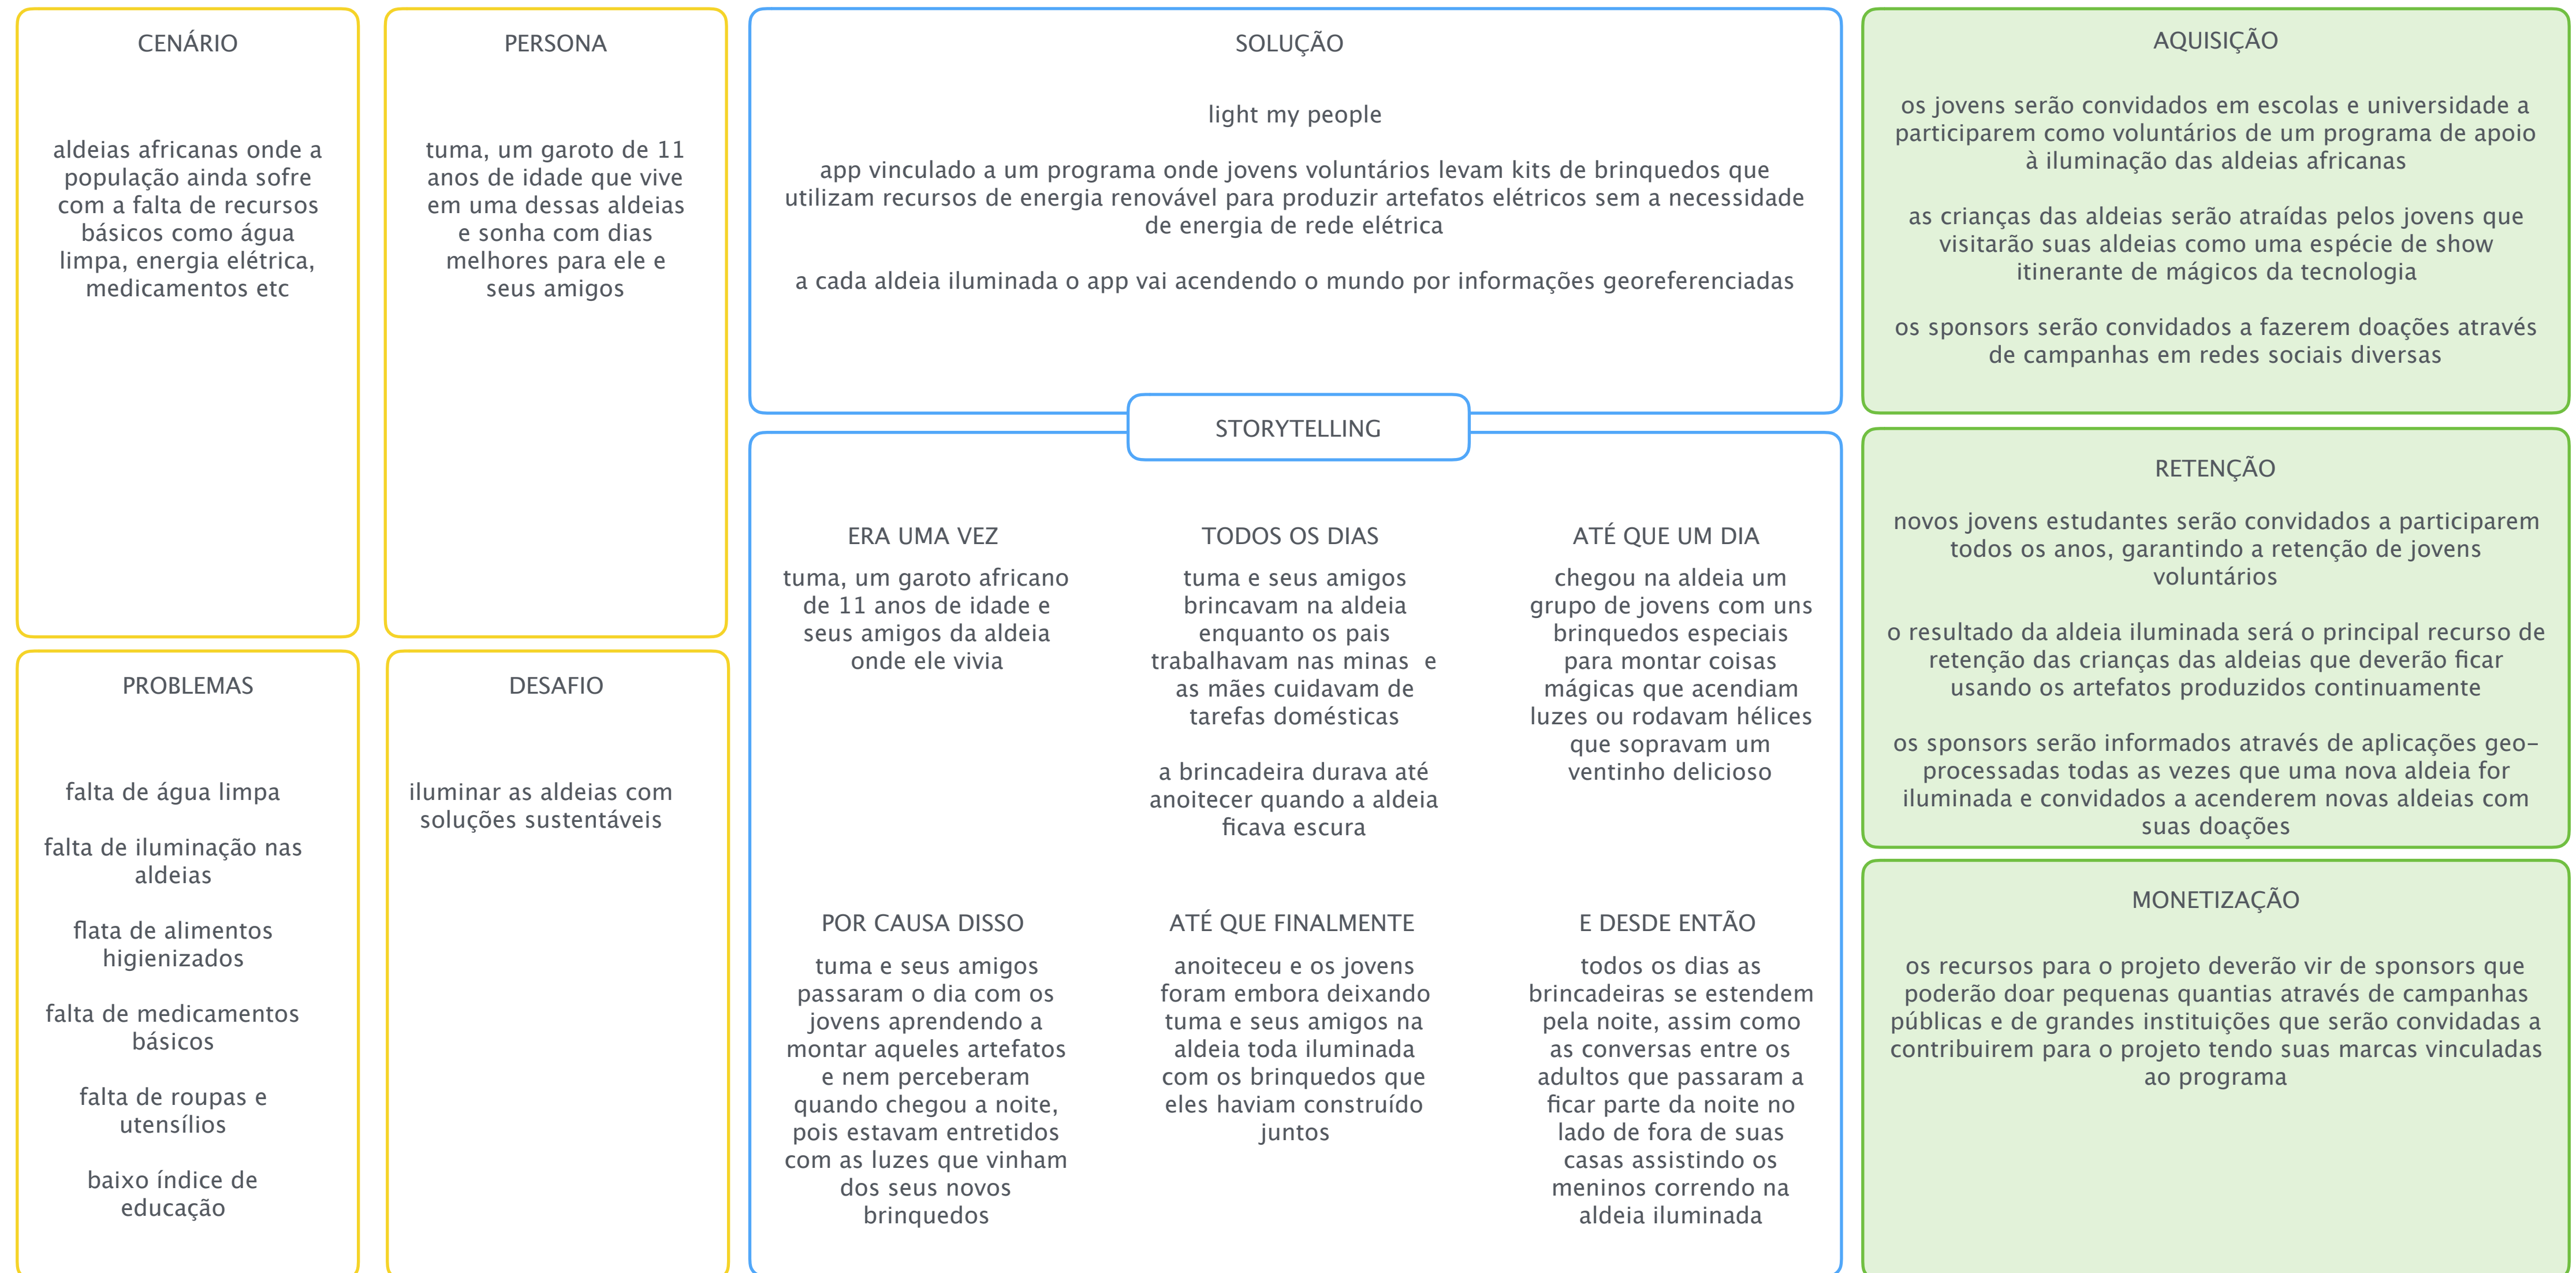 CENÁRIO
aldeias africanas onde a
população ainda sofre
com a falta de recursos
básicos como água
limpa, energia elétrica,
medicamentos etc
PERSONA
tuma, um garoto de 11
anos de idade que vive
em uma dessas aldeias
e sonha com dias
melhores para ele e
seus amigos
PROBLEMAS
falta de água limpa
falta de iluminação nas
aldeias
flata de alimentos
higienizados
falta de medicamentos
básicos
falta de roupas e
utensílios
baixo índice de
educação
DESAFIO
iluminar as aldeias com
soluções sustentáveis
SOLUÇÃO
light my people
app vinculado a um programa onde jovens voluntários levam kits de brinquedos que
utilizam recursos de energia renovável para produzir artefatos elétricos sem a necessidade
de energia de rede elétrica
a cada aldeia iluminada o app vai acendendo o mundo por informações georeferenciadas
STORYTELLING
ERA UMA VEZ
tuma, um garoto africano
de 11 anos de idade e
seus amigos da aldeia
onde ele vivia
TODOS OS DIAS
tuma e seus amigos
brincavam na aldeia
enquanto os pais
trabalhavam nas minas  e
as mães cuidavam de
tarefas domésticas
a brincadeira durava até
anoitecer quando a aldeia
ficava escura
ATÉ QUE UM DIA
chegou na aldeia um
grupo de jovens com uns
brinquedos especiais
para montar coisas
mágicas que acendiam
luzes ou rodavam hélices
que sopravam um
ventinho delicioso
POR CAUSA DISSO
tuma e seus amigos
passaram o dia com os
jovens aprendendo a
montar aqueles artefatos
e nem perceberam
quando chegou a noite,
pois estavam entretidos
com as luzes que vinham
dos seus novos
brinquedos
ATÉ QUE FINALMENTE
anoiteceu e os jovens
foram embora deixando
tuma e seus amigos na
aldeia toda iluminada
com os brinquedos que
eles haviam construído
juntos
E DESDE ENTÃO
todos os dias as
brincadeiras se estendem
pela noite, assim como
as conversas entre os
adultos que passaram a
ficar parte da noite no
lado de fora de suas
casas assistindo os
meninos correndo na
aldeia iluminada
AQUISIÇÃO
os jovens serão convidados em escolas e universidade a
participarem como voluntários de um programa de apoio
à iluminação das aldeias africanas
as crianças das aldeias serão atraídas pelos jovens que
visitarão suas aldeias como uma espécie de show
itinerante de mágicos da tecnologia
os sponsors serão convidados a fazerem doações através
de campanhas em redes sociais diversas
RETENÇÃO
novos jovens estudantes serão convidados a participarem
todos os anos, garantindo a retenção de jovens
voluntários
o resultado da aldeia iluminada será o principal recurso de
retenção das crianças das aldeias que deverão ficar
usando os artefatos produzidos continuamente
os sponsors serão informados através de aplicações geo-
processadas todas as vezes que uma nova aldeia for
iluminada e convidados a acenderem novas aldeias com
suas doações
MONETIZAÇÃO
os recursos para o projeto deverão vir de sponsors que
poderão doar pequenas quantias através de campanhas
públicas e de grandes instituições que serão convidadas a
contribuirem para o projeto tendo suas marcas vinculadas
ao programa